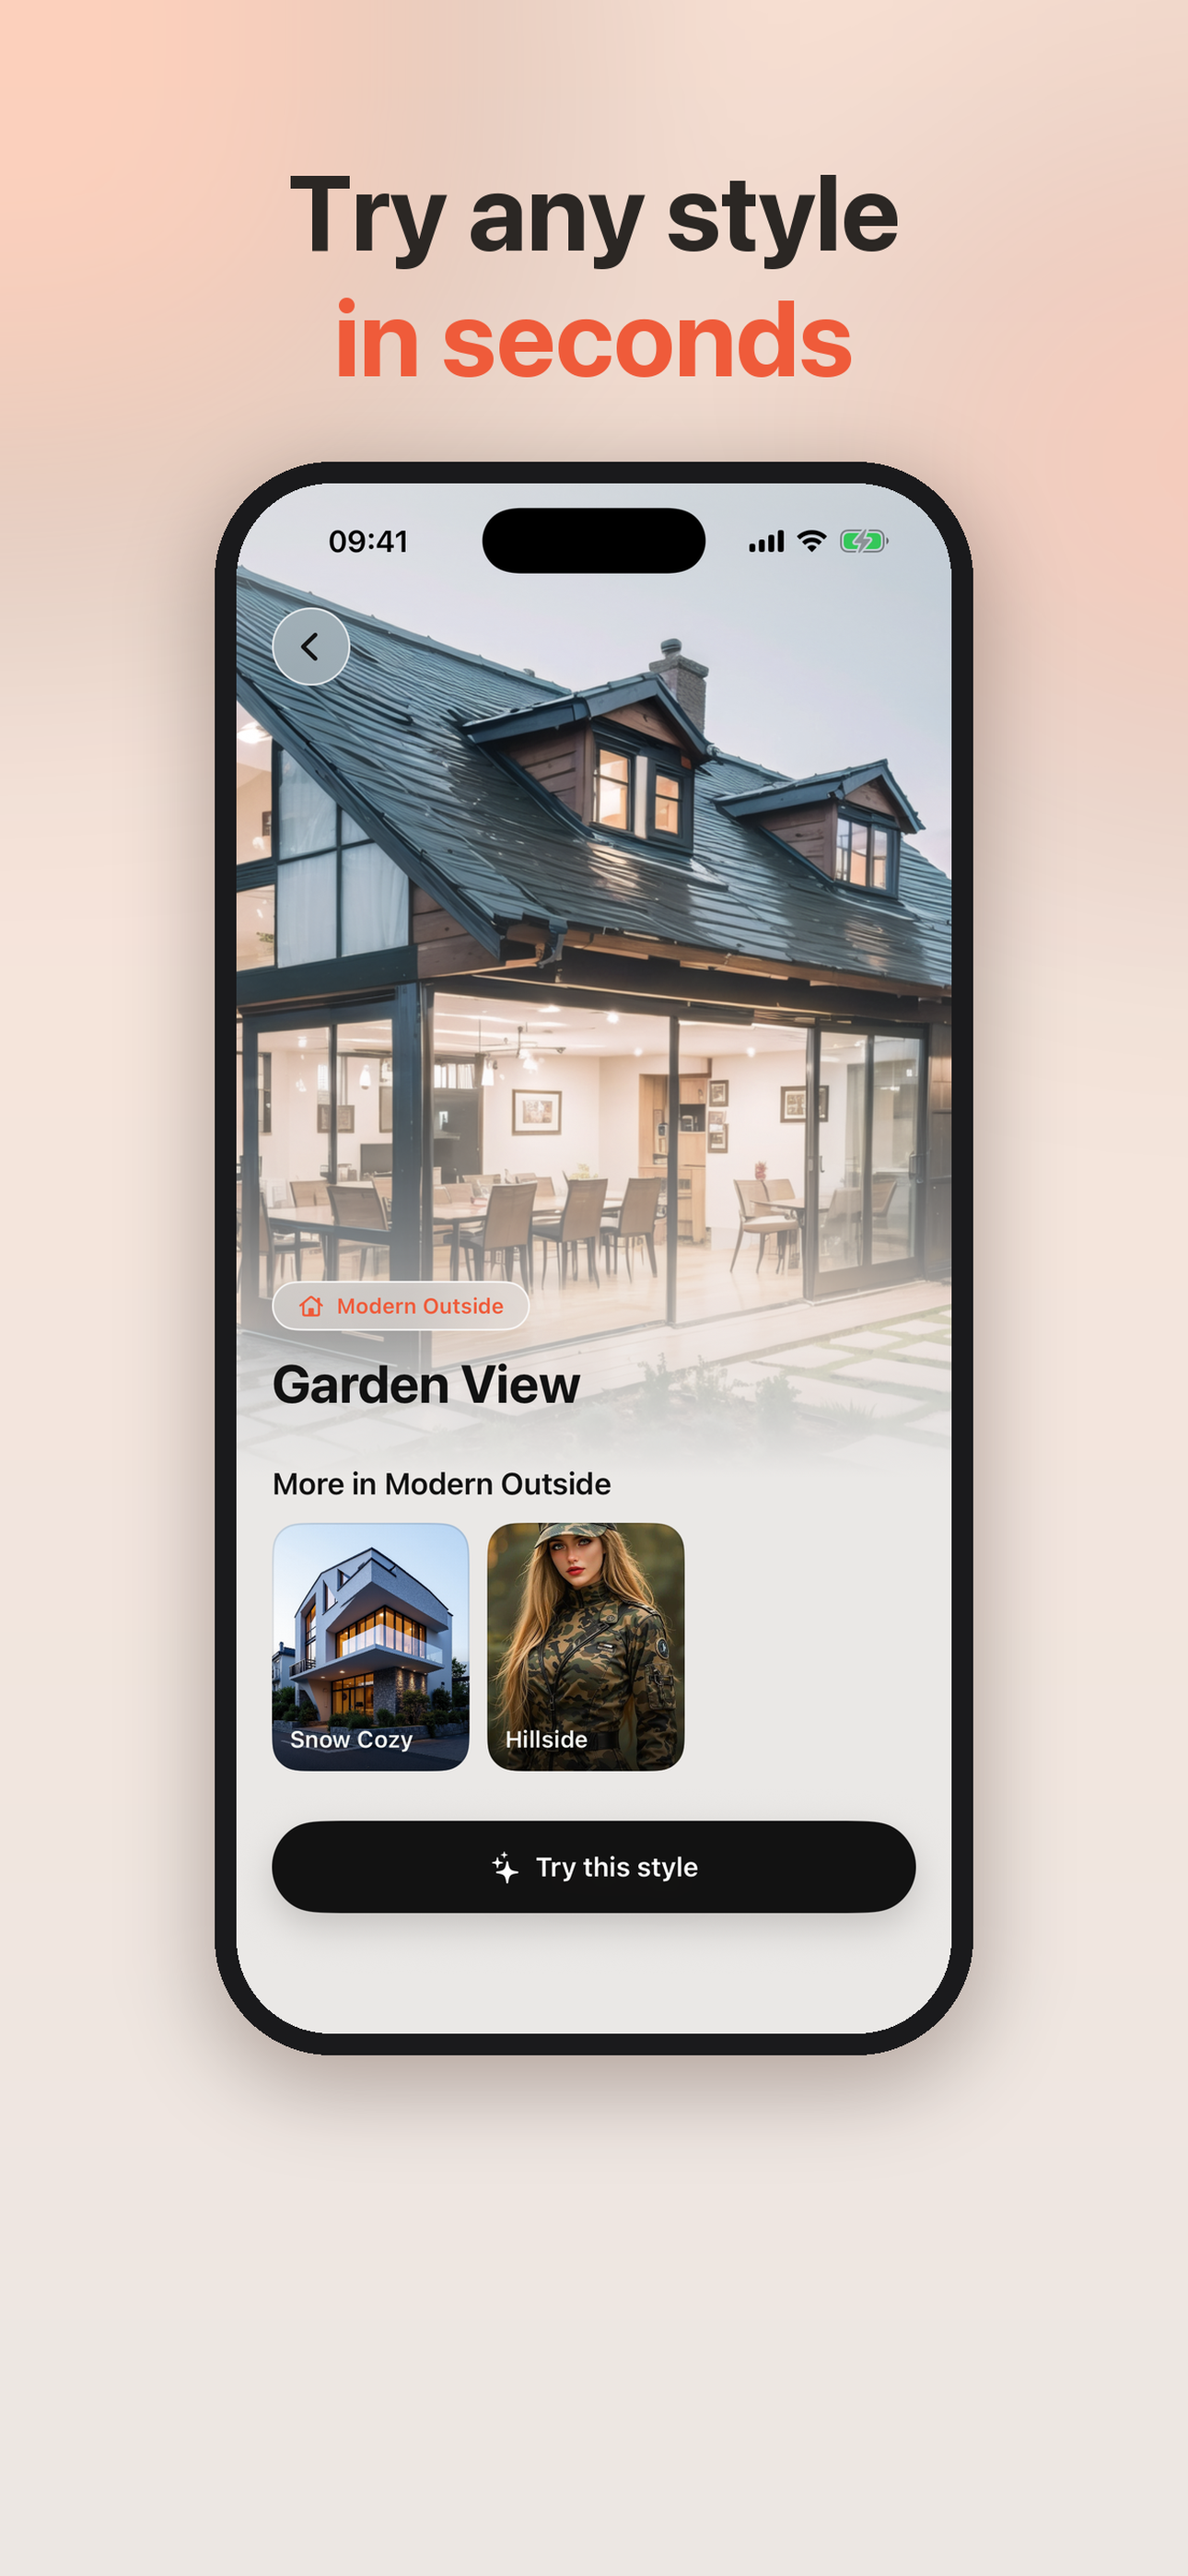 Try any style
in seconds
09:41
Modern Outside
Garden View
More in Modern Outside
Snow Cozy
Hillside
Try this style